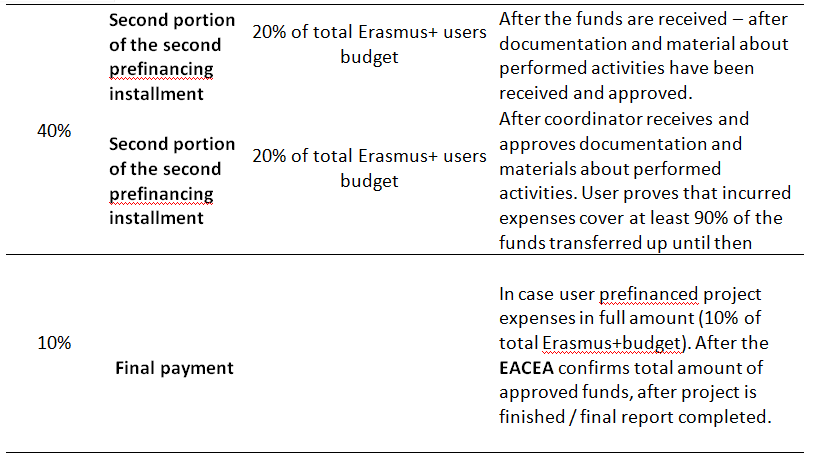 40%
Second portion
of the second
prefinancing
installment
20% of total Erasmus+ users
budget
After the funds are received – after
documentation and material about
performed activities have been
received and approved.
Second portion
of the second
prefinancing
installment
20% of total Erasmus+ users
budget
After coordinator receives and
approves documentation and
materials about performed
activities. User proves that incurred
expenses cover at least 90% of the
funds transferred up until then
10%
Final payment
In case user prefinanced project
expenses in full amount (10% of
total Erasmus+budget). After the
EACEA confirms total amount of
approved funds, after project is
finished / final report completed.